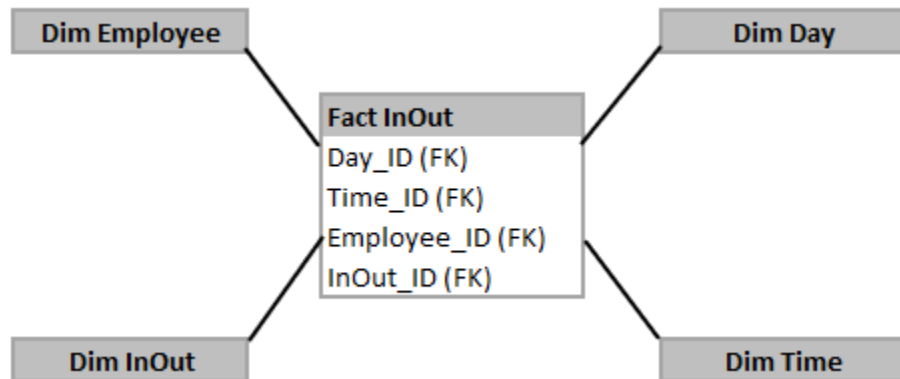 Dim Employee
Dim Day
Fact InOut
Day_ID (FK)
Time_ID (FK)
Employee_ID (FK)
InOut_ID (FK)
Dim InOut
Dim Time